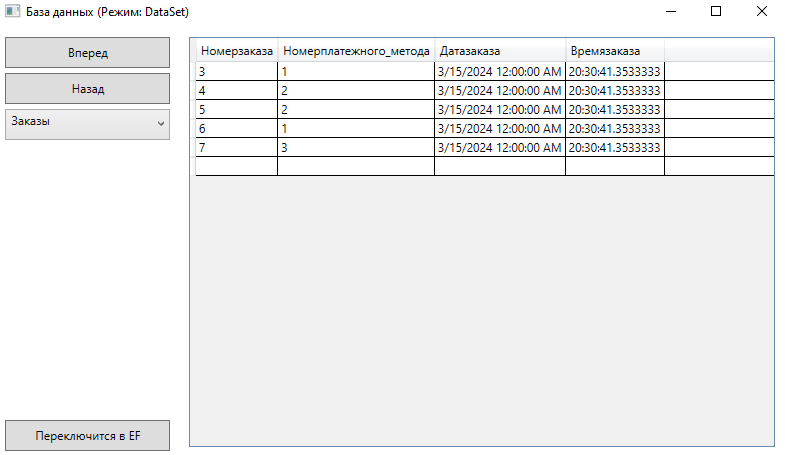 База данных (Режим: DataSet)
Вперед
Назад
Заказы
Номерзаказа Номерплатежного_метода Датазаказа Времязаказа
3 1 3/15/2024 12:00:00 AM 20:30:41.3533333
4 2 3/15/2024 12:00:00 AM 20:30:41.3533333
5 2 3/15/2024 12:00:00 AM 20:30:41.3533333
6 1 3/15/2024 12:00:00 AM 20:30:41.3533333
7 3 3/15/2024 12:00:00 AM 20:30:41.3533333
Переключится в EF